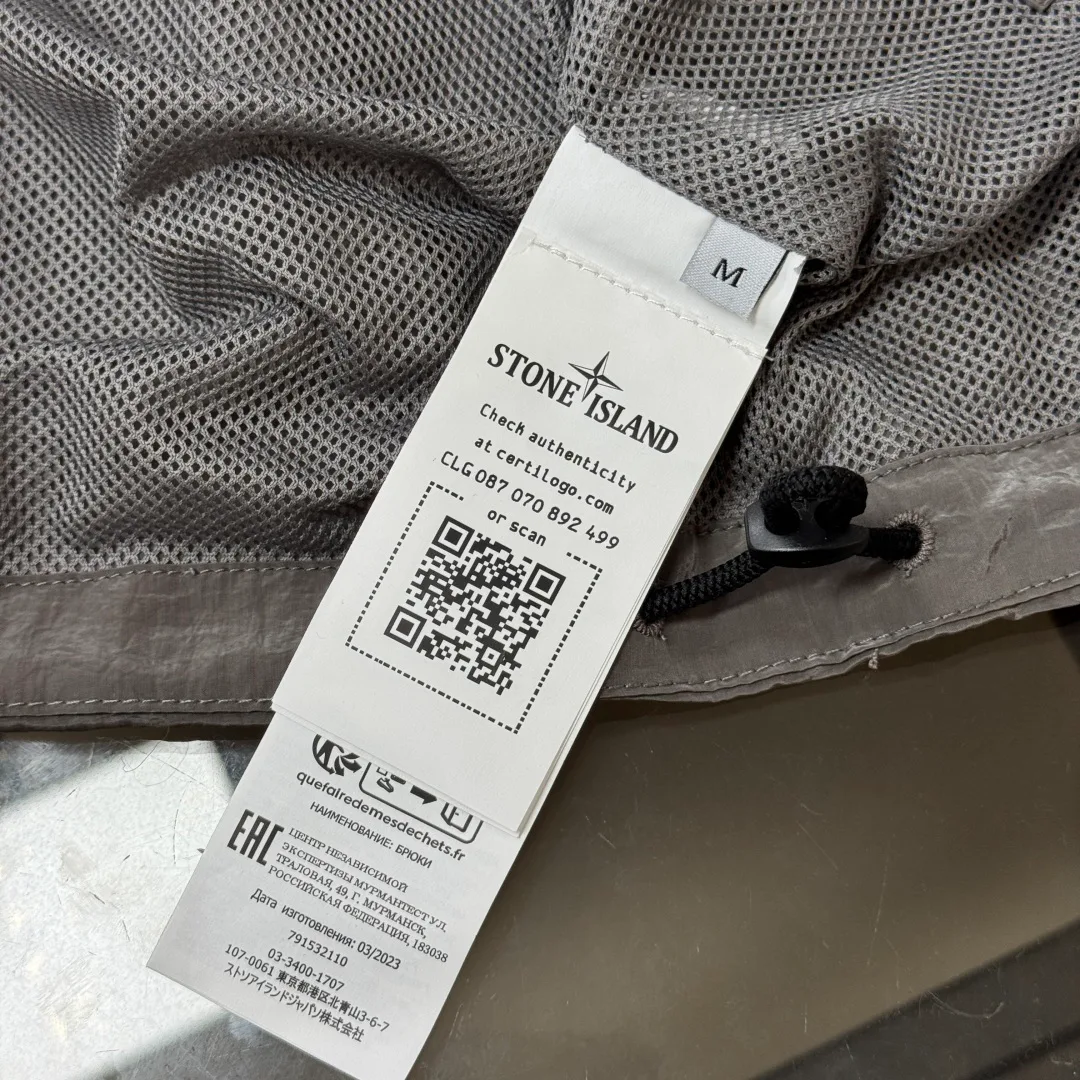 M
STONE ISLAND
Check authenticity
at certilogo.com
CLG 087 070 892 499
or scan
quefairedemesdechets.fr
НАИМЕНОВАНИЕ: БРЮКИ
EAC
ЦЕНТР НЕЗАВИСИМОЙ
ЭКСПЕРТИЗЫ МУРМАНТЕСТ УЛ.
ТРАЛОВАЯ, 49, Г. МУРМАНСК,
РОССИЙСКАЯ ФЕДЕРАЦИЯ, 183038
Дата изготовления: 03/2023
791532110
03-3400-1707
107-0061 東京都港区北青山3-6-7
ストソアイランドジャパソ株式会社